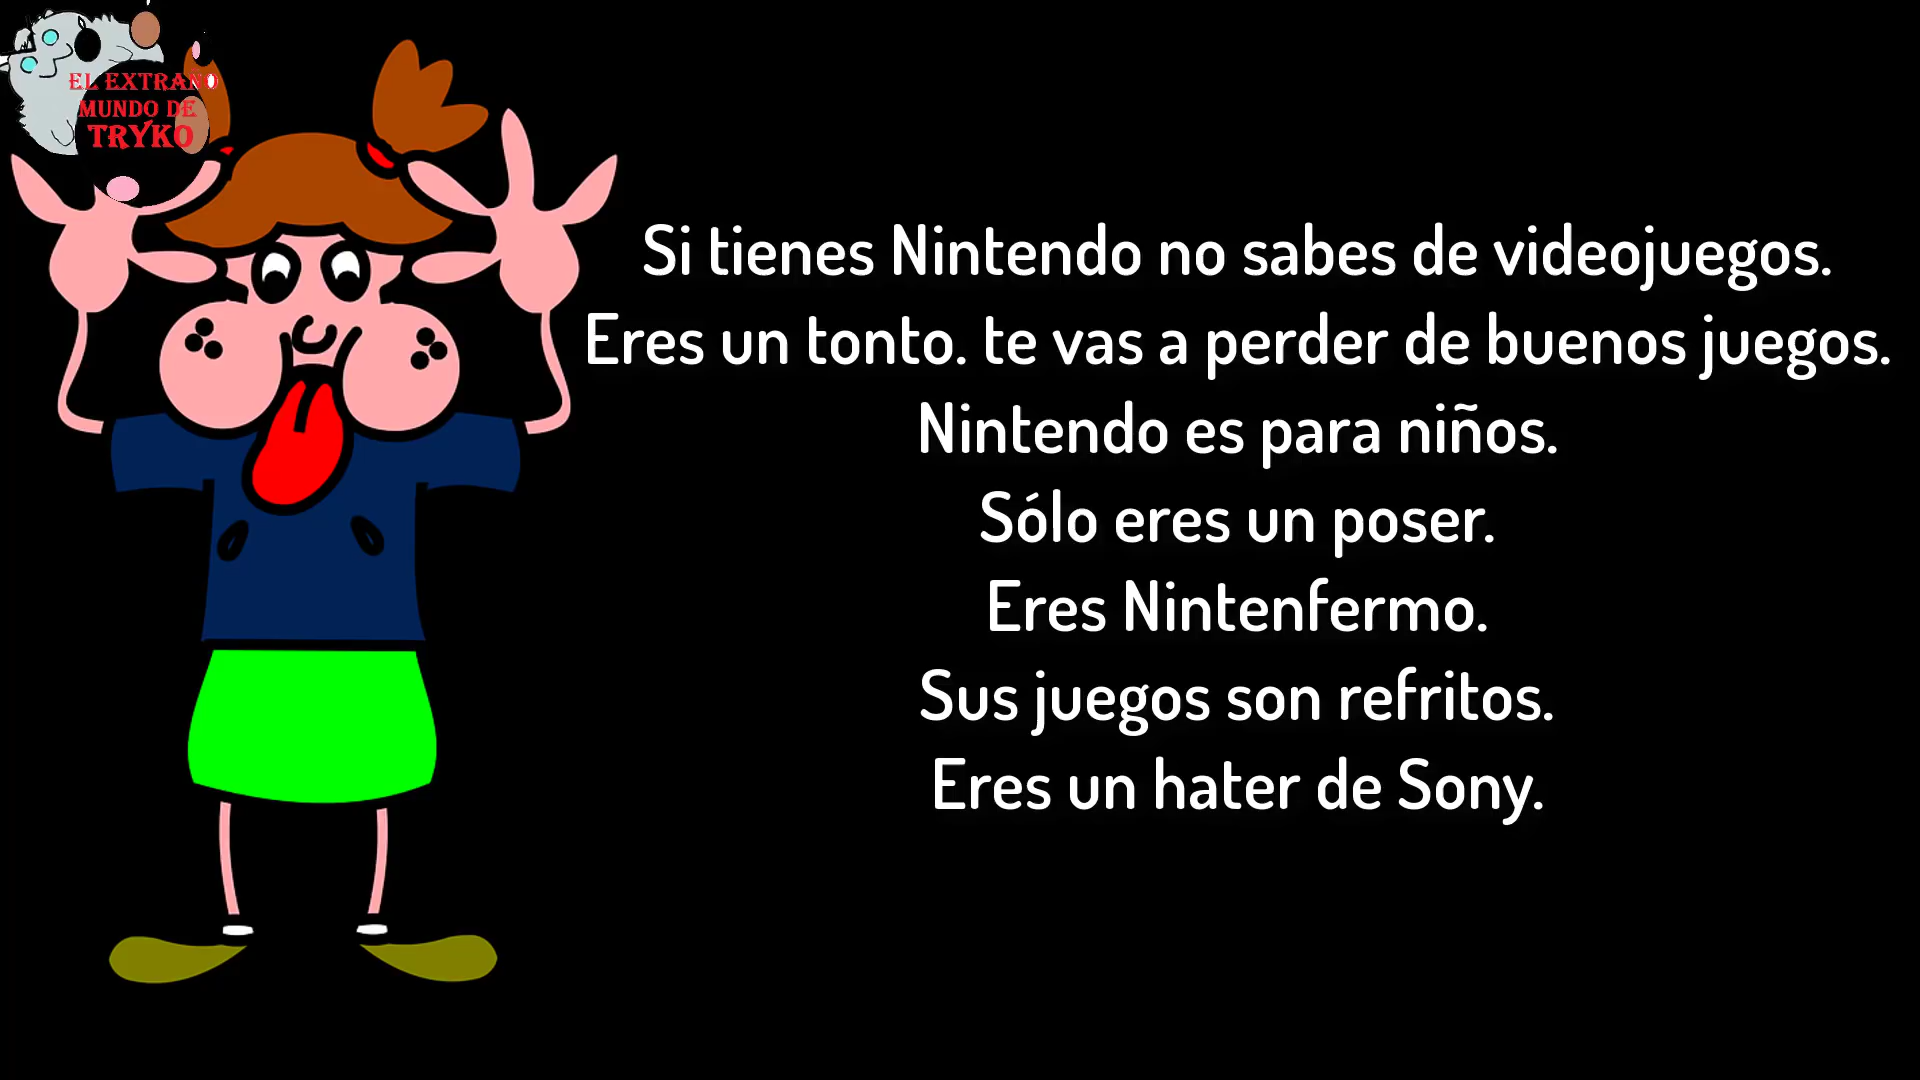 EL EXTRAÑO
MUNDO DE
TRYKO
Si tienes Nintendo no sabes de videojuegos.
Eres un tonto. te vas a perder de buenos juegos.
Nintendo es para niños.
Sólo eres un poser.
Eres Nintenfermo.
Sus juegos son refritos.
Eres un hater de Sony.